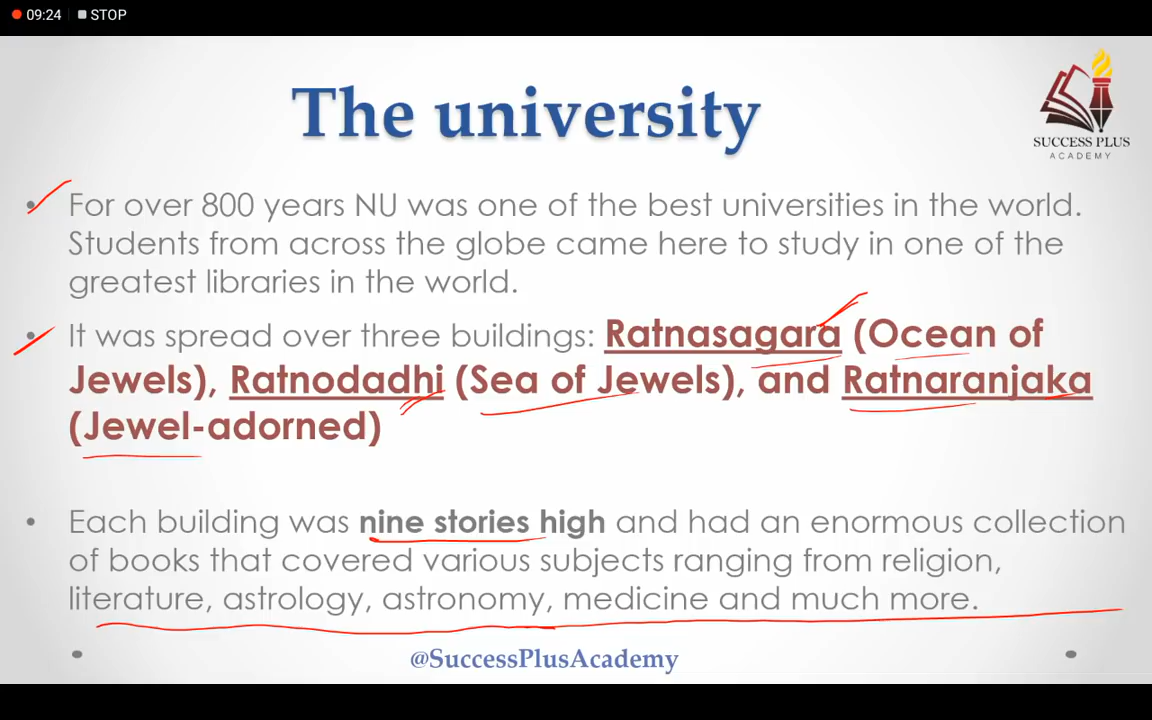 09:24 STOP
The university
SUCCESS PLUS
ACADEMY
• For over 800 years NU was one of the best universities in the world.
Students from across the globe came here to study in one of the
greatest libraries in the world.
• It was spread over three buildings: Ratnasagara (Ocean of
Jewels), Ratnodadhi (Sea of Jewels), and Ratnaranjaka
(Jewel-adorned)
• Each building was nine stories high and had an enormous collection
of books that covered various subjects ranging from religion,
literature, astrology, astronomy, medicine and much more.
@SuccessPlusAcademy